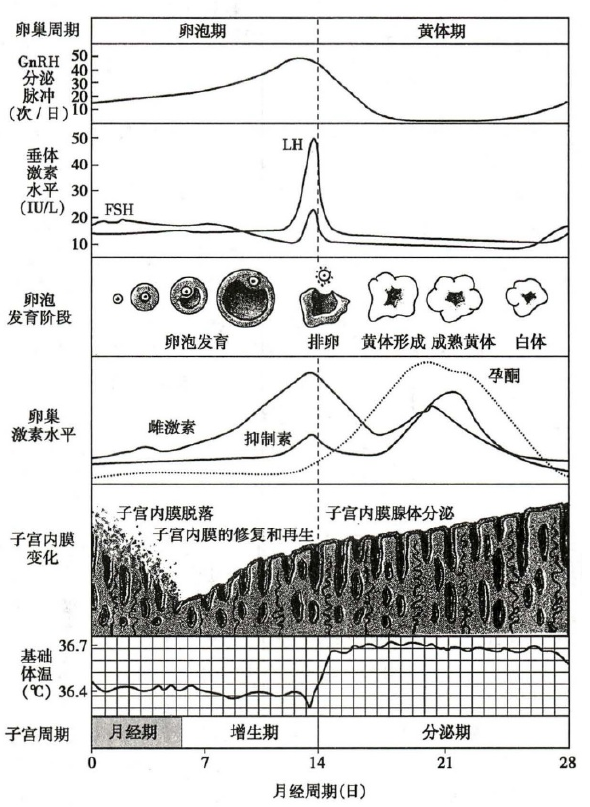 卵巢周期 卵泡期 黄体期
GnRH
分泌
脉冲
(次/日)
50
40
30
20
10
垂体
激素
水平
(IU/L)
50
40
30
20
10
LH
FSH
卵泡
发育阶段
卵泡发育 排卵 黄体形成 成熟黄体 白体
卵巢
激素水平
雌激素
抑制素
孕酮
子宫内膜
变化
子宫内膜脱落
子宫内膜的修复和再生
子宫内膜腺体分泌
基础
体温
(℃)
36.7
36.4
子宫周期 月经期 增生期 分泌期
0 7 14 21 28
月经周期(日)